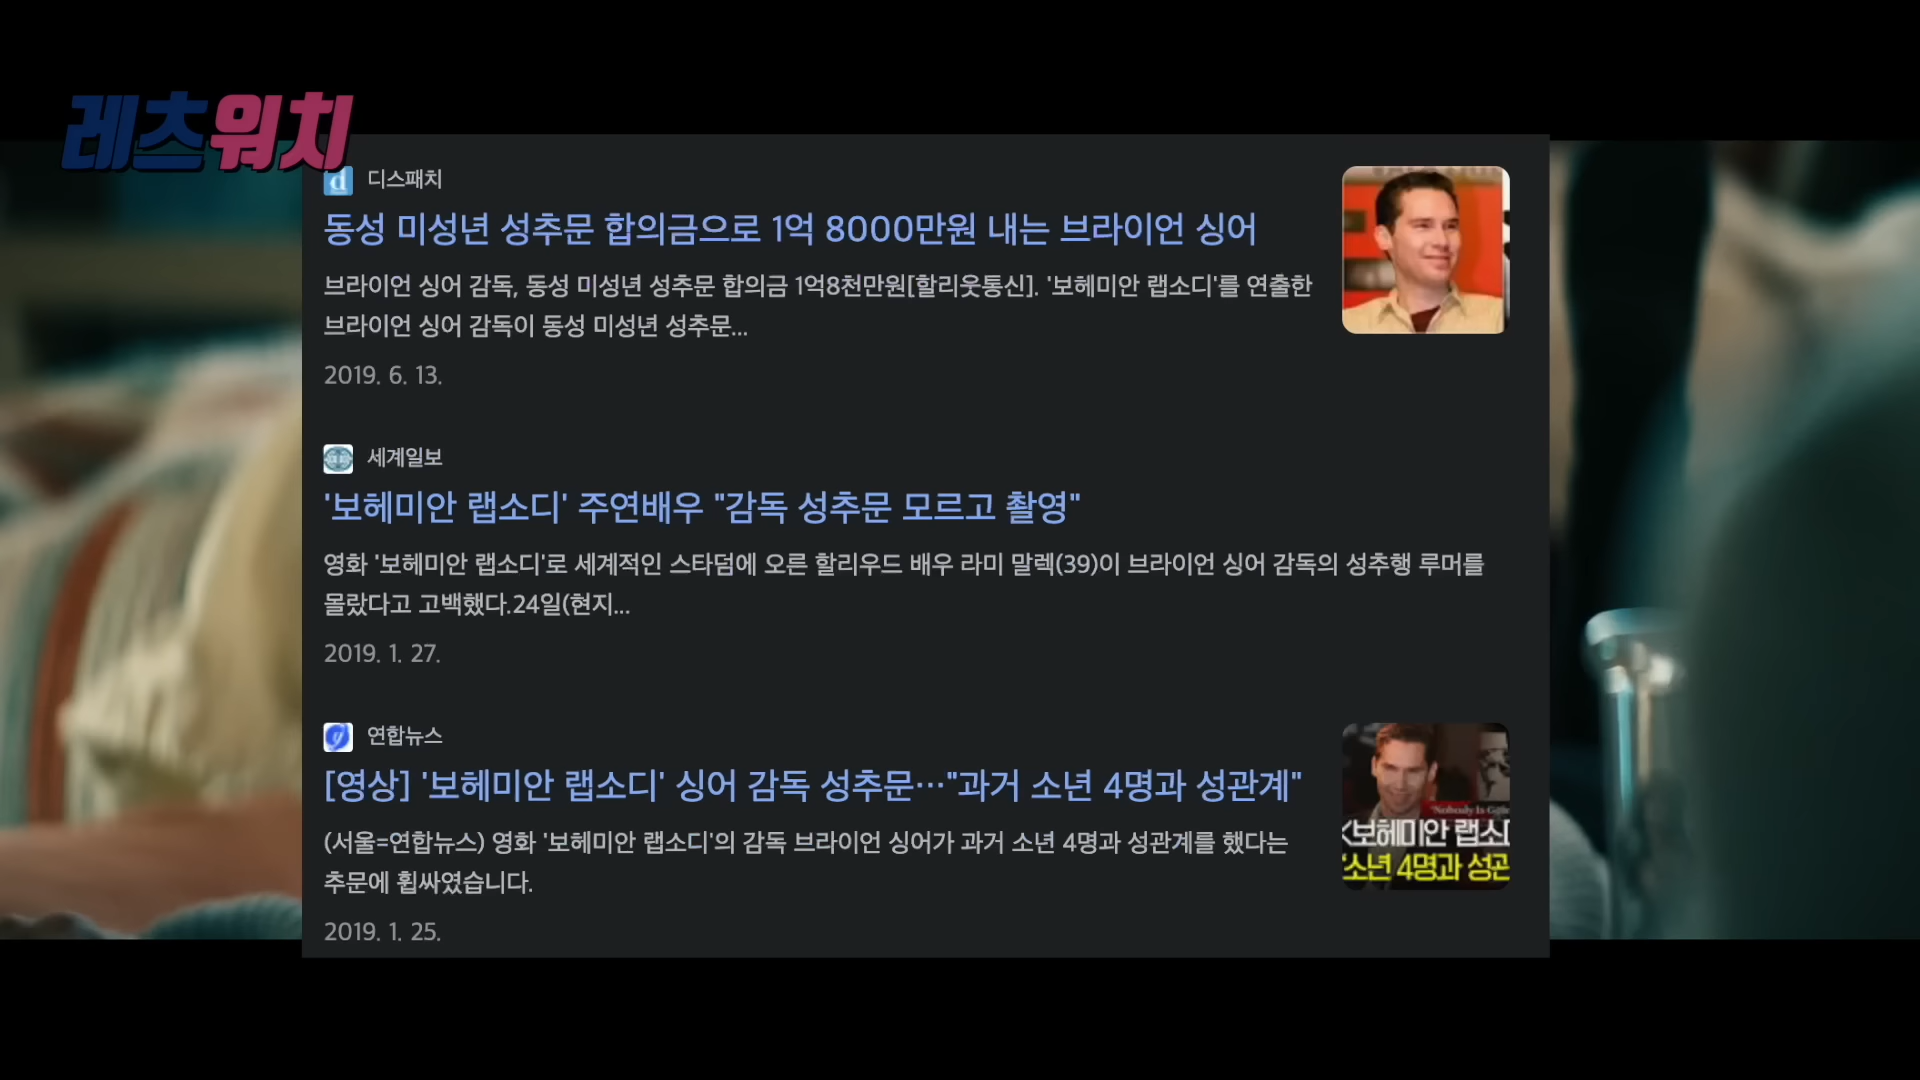 레츠워치
디스패치
동성 미성년 성추문 합의금으로 1억 8000만원 내는 브라이언 싱어
브라이언 싱어 감독, 동성 미성년 성추문 합의금 1억8천만원[할리웃통신]. '보헤미안 랩소디'를 연출한
브라이언 싱어 감독이 동성 미성년 성추문...
2019. 6. 13.
세계일보
'보헤미안 랩소디' 주연배우 "감독 성추문 모르고 촬영"
영화 '보헤미안 랩소디'로 세계적인 스타덤에 오른 할리우드 배우 라미 말렉(39)이 브라이언 싱어 감독의 성추행 루머를
몰랐다고 고백했다.24일(현지...
2019. 1. 27.
연합뉴스
[영상] '보헤미안 랩소디' 싱어 감독 성추문…"과거 소년 4명과 성관계"
(서울=연합뉴스) 영화 '보헤미안 랩소디'의 감독 브라이언 싱어가 과거 소년 4명과 성관계를 했다는
추문에 휩싸였습니다.
2019. 1. 25.
<보헤미안 랩소
'소년 4명과 성관